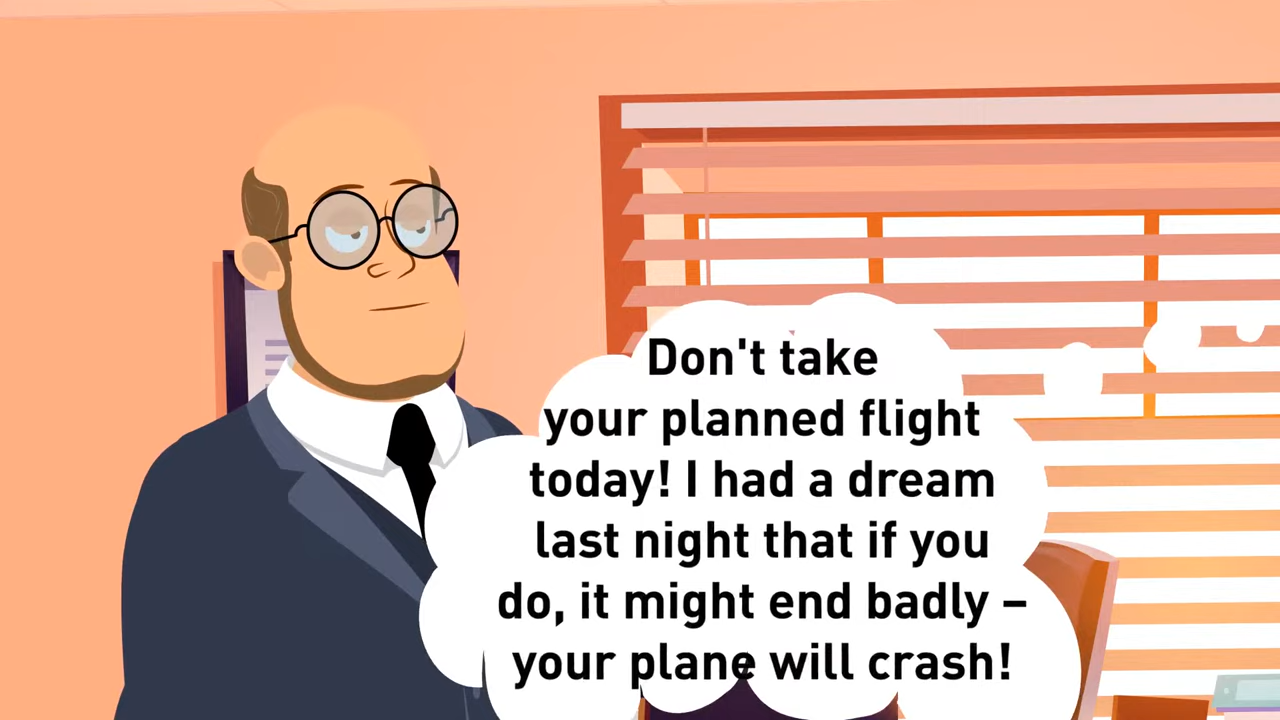 Don't take
your planned flight
today! I had a dream
last night that if you
do, it might end badly –
your plane will crash!